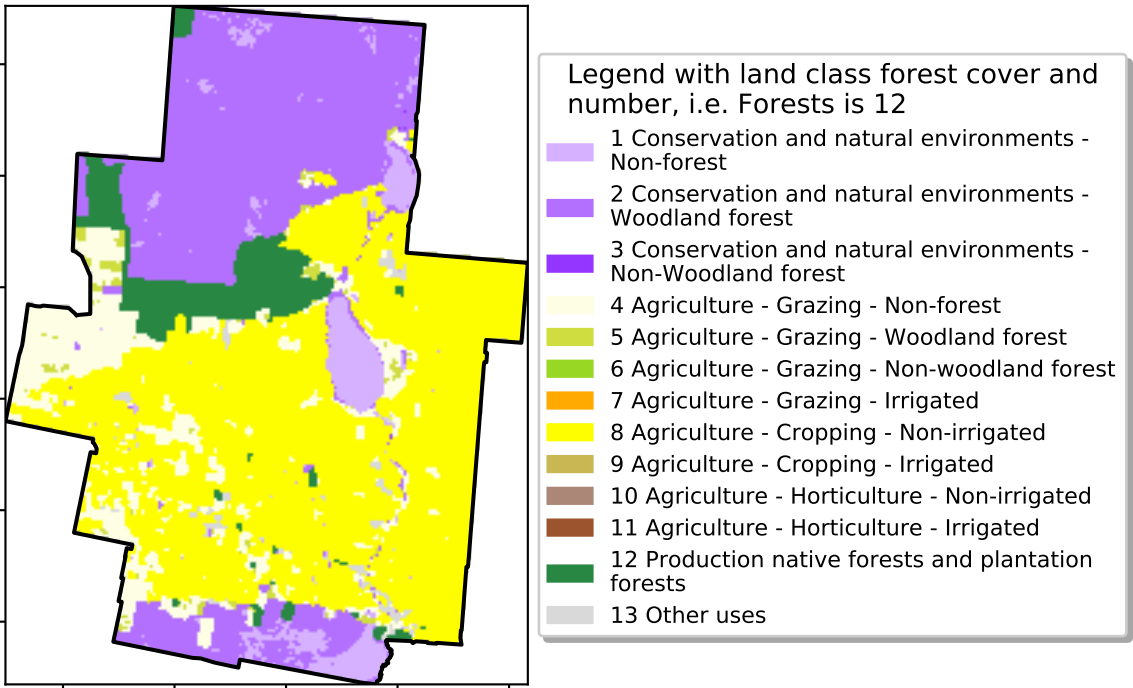 Legend with land class forest cover and
number, i.e. Forests is 12
1 Conservation and natural environments -
Non-forest
2 Conservation and natural environments -
Woodland forest
3 Conservation and natural environments -
Non-Woodland forest
4 Agriculture - Grazing - Non-forest
5 Agriculture - Grazing - Woodland forest
6 Agriculture - Grazing - Non-woodland forest
7 Agriculture - Grazing - Irrigated
8 Agriculture - Cropping - Non-irrigated
9 Agriculture - Cropping - Irrigated
10 Agriculture - Horticulture - Non-irrigated
11 Agriculture - Horticulture - Irrigated
12 Production native forests and plantation
forests
13 Other uses